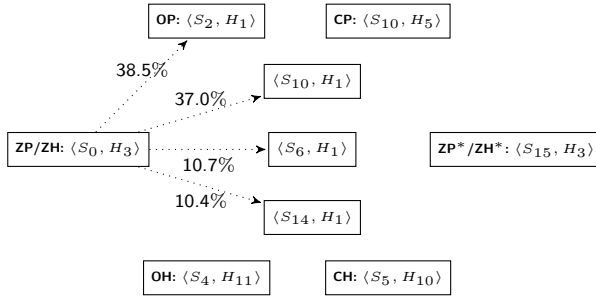 OP: ⟨S₂, H₁⟩
CP: ⟨S₁₀, H₅⟩
38.5%
⟨S₁₀, H₁⟩
37.0%
ZP/ZH: ⟨S₀, H₃⟩
⟨S₆, H₁⟩
ZP*/ZH*: ⟨S₁₅, H₃⟩
10.7%
10.4%
⟨S₁₄, H₁⟩
OH: ⟨S₄, H₁₁⟩
CH: ⟨S₅, H₁₀⟩